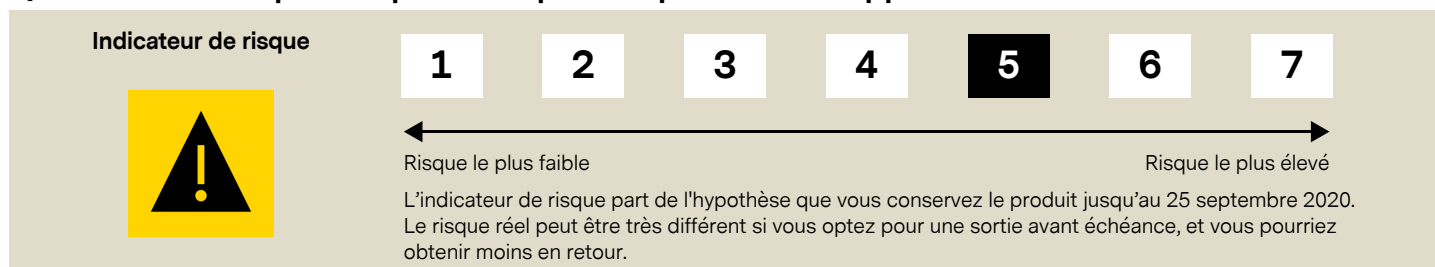 Indicateur de risque
1 2 3 4 5 6 7
Risque le plus faible Risque le plus élevé
L'indicateur de risque part de l'hypothèse que vous conservez le produit jusqu'au 25 septembre 2020.
Le risque réel peut être très différent si vous optez pour une sortie avant échéance, et vous pourriez
obtenir moins en retour.